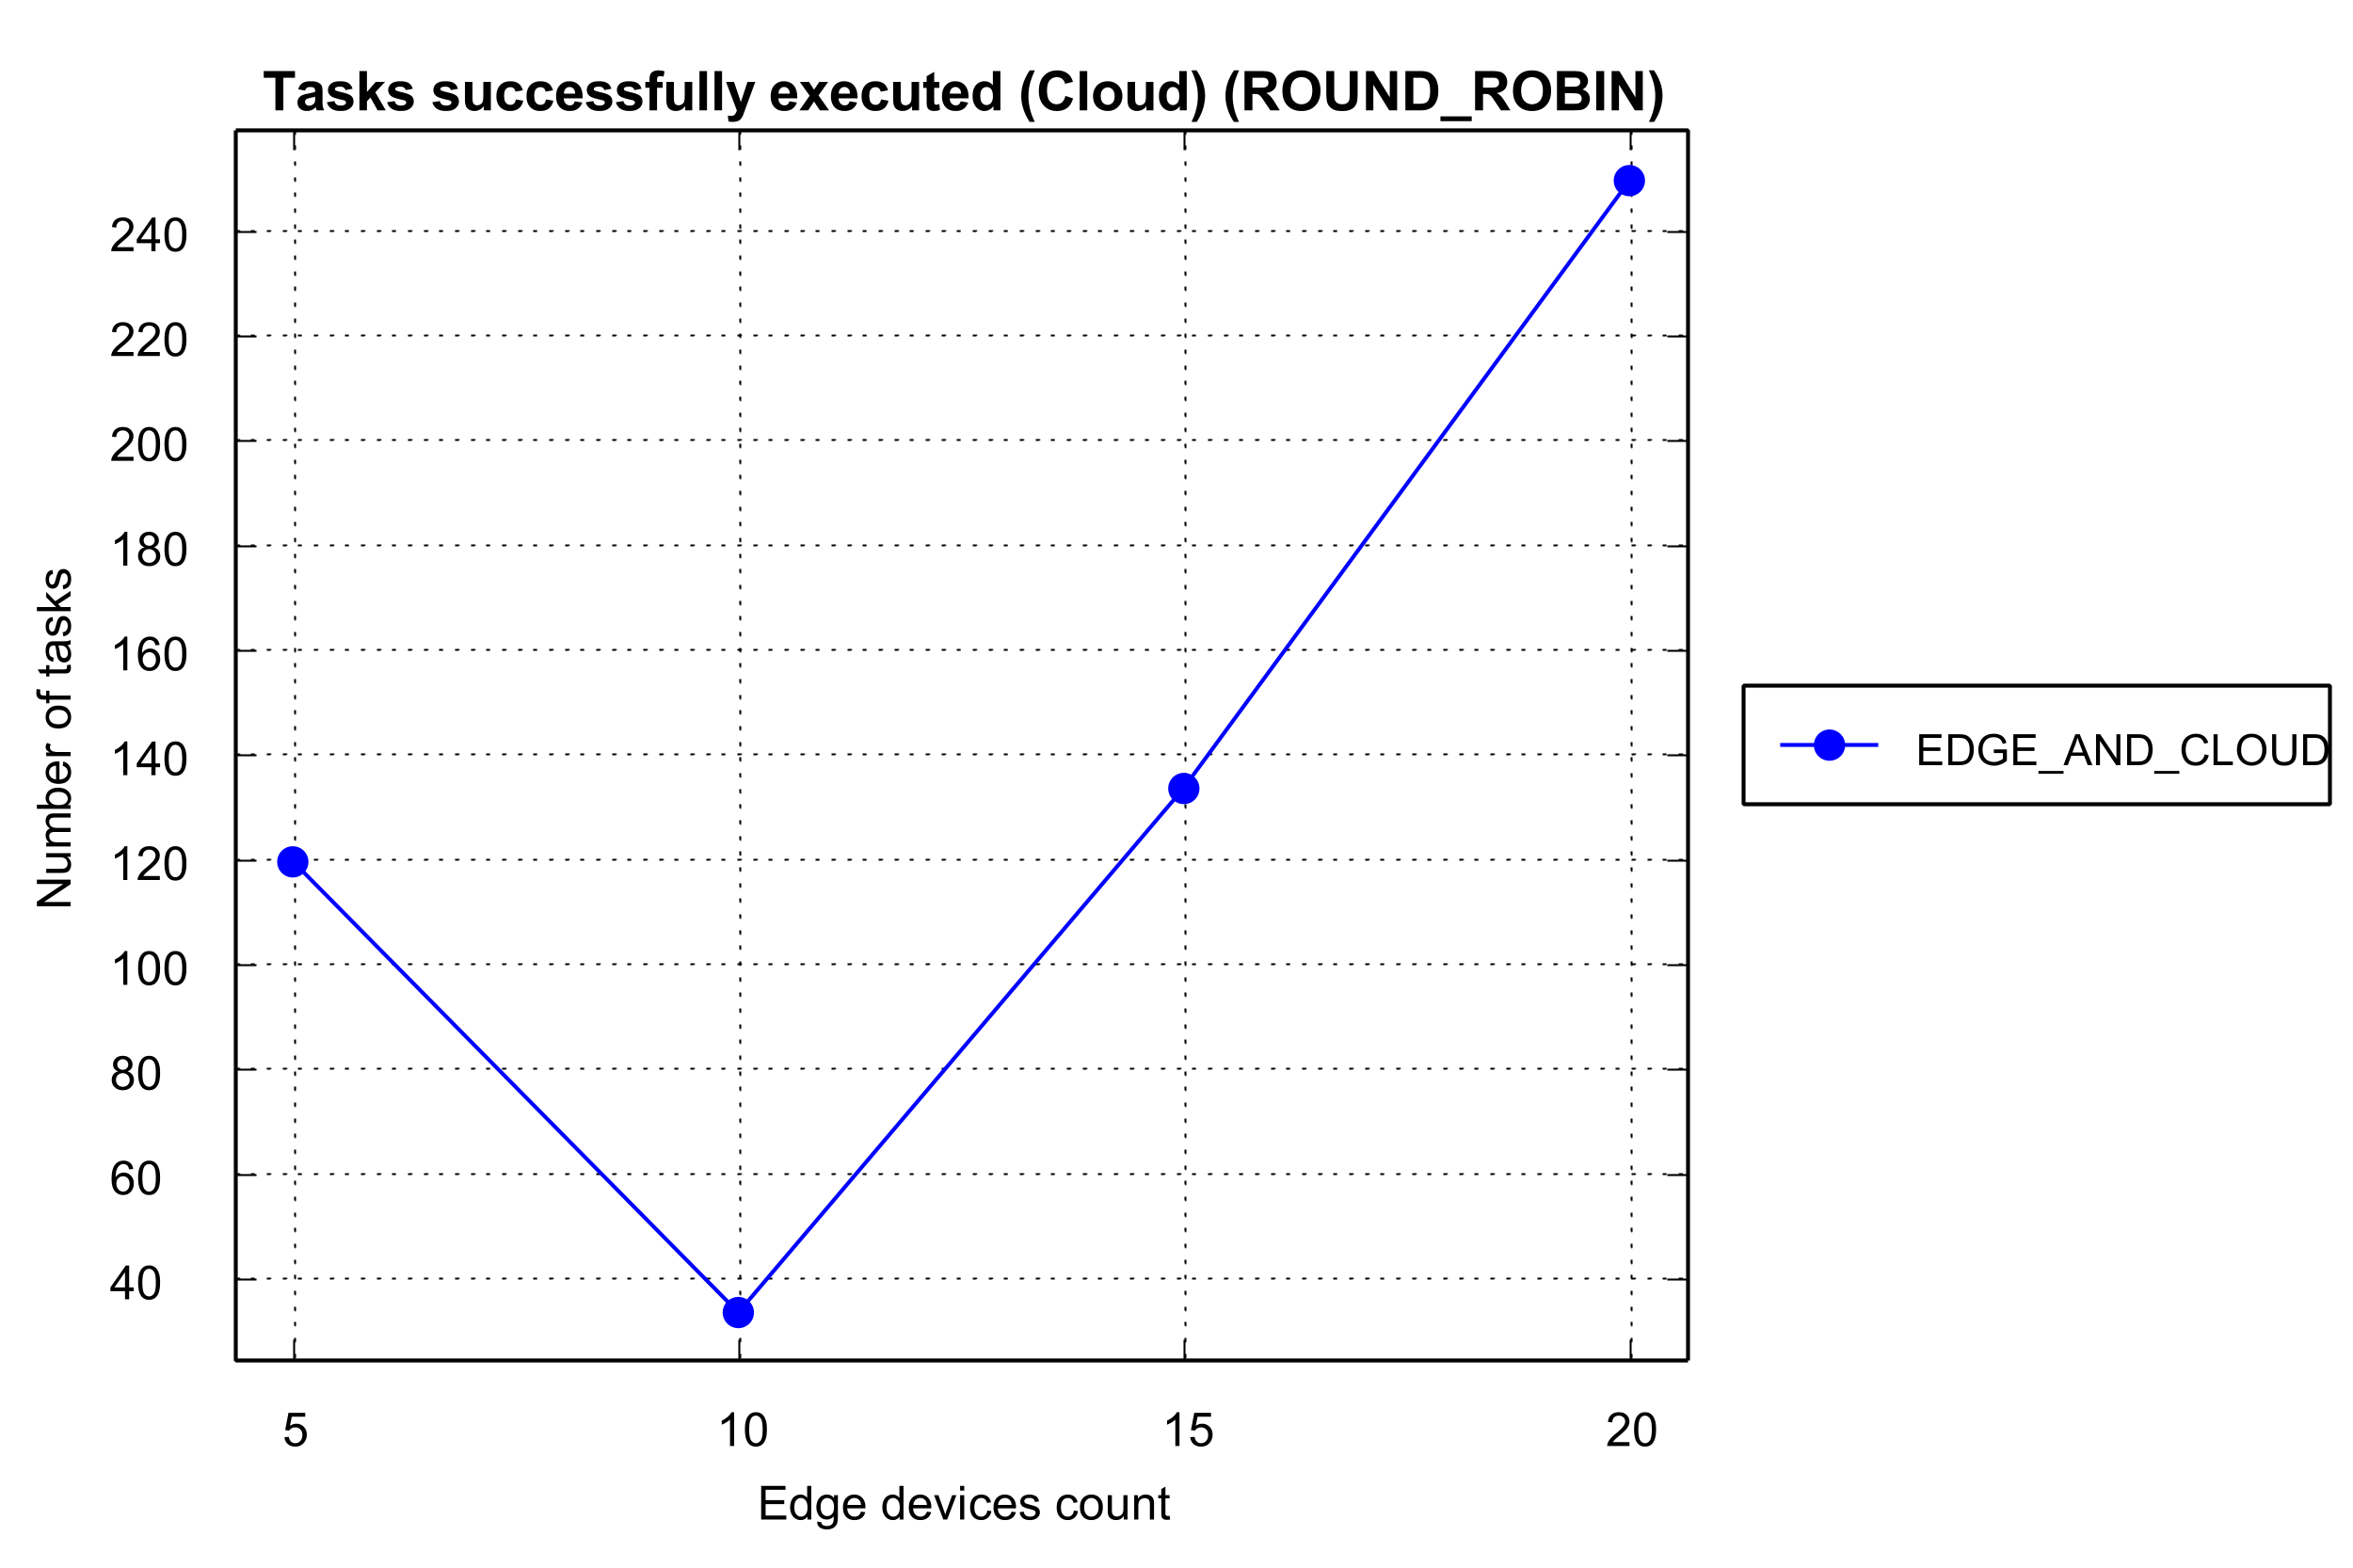 Tasks successfully executed (Cloud) (ROUND_ROBIN)
240
220
200
180
160
140
120
100
80
60
40
Number of tasks
5 10 15 20
Edge devices count
EDGE_AND_CLOUD